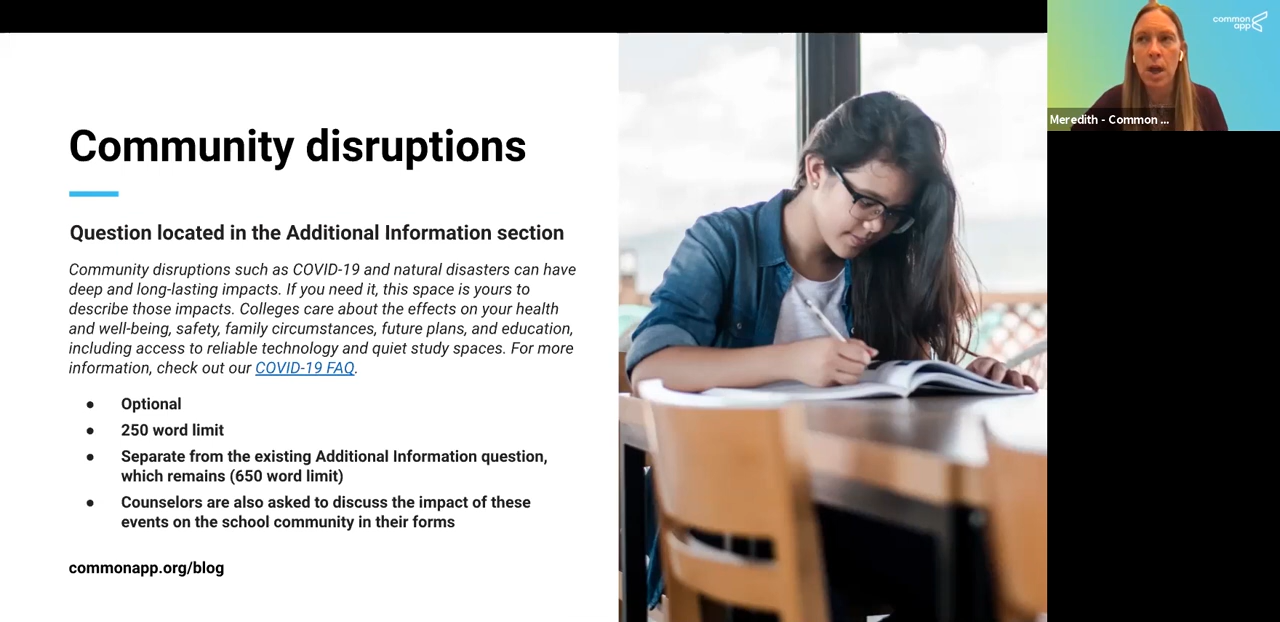 Community disruptions
Question located in the Additional Information section
Community disruptions such as COVID-19 and natural disasters can have
deep and long-lasting impacts. If you need it, this space is yours to
describe those impacts. Colleges care about the effects on your health
and well-being, safety, family circumstances, future plans, and education,
including access to reliable technology and quiet study spaces. For more
information, check out our COVID-19 FAQ.
● Optional
● 250 word limit
● Separate from the existing Additional Information question,
which remains (650 word limit)
● Counselors are also asked to discuss the impact of these
events on the school community in their forms
commonapp.org/blog
common
app
Meredith - Common ...